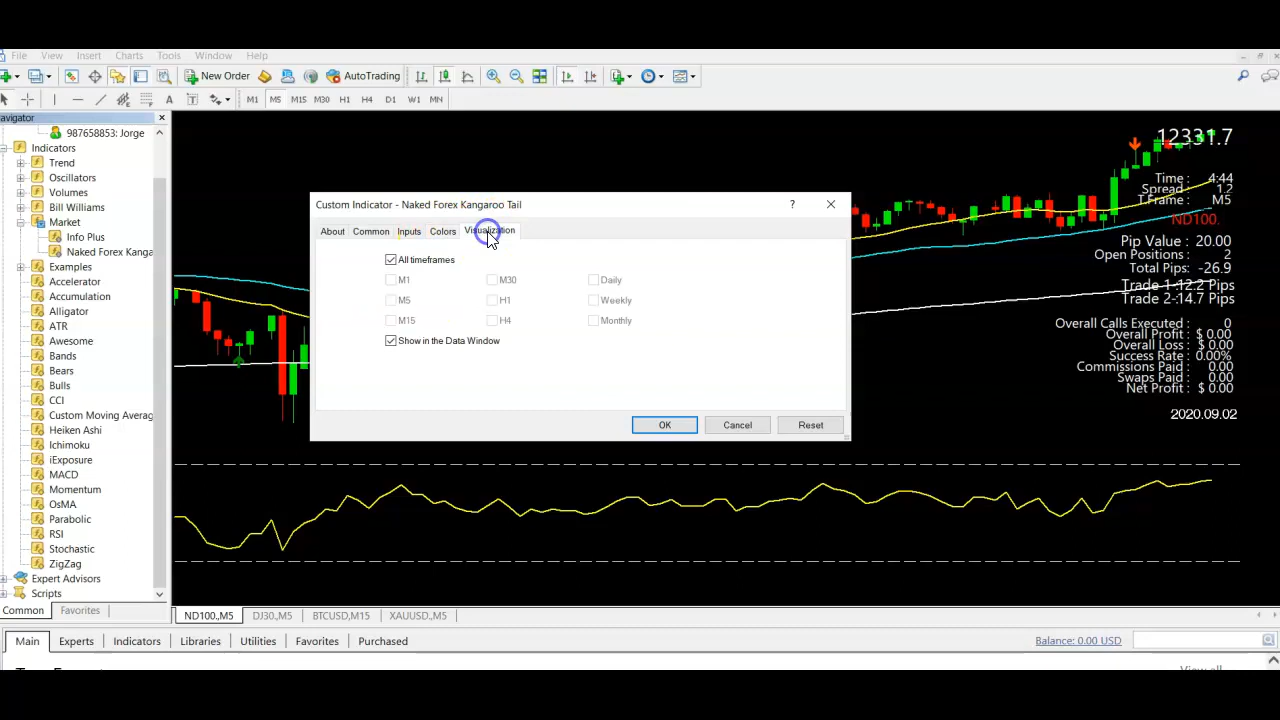 File View Insert Charts Tools Window Help
New Order AutoTrading
A T M1 M5 M15 M30 H1 H4 D1 W1 MN
avigator
987658853: Jorge
Indicators
Trend
Oscillators
Volumes
Bill Williams
Market
Info Plus
Naked Forex Kanga
Examples
Accelerator
Accumulation
Alligator
ATR
Awesome
Bands
Bears
Bulls
CCI
Custom Moving Averag
Heiken Ashi
Ichimoku
iExposure
MACD
Momentum
OsMA
Parabolic
RSI
Stochastic
ZigZag
Expert Advisors
Scripts
Common Favorites
Custom Indicator - Naked Forex Kangaroo Tail ?
About Common Inputs Colors Visualization
All timeframes
M1 M30 Daily
M5 H1 Weekly
M15 H4 Monthly
Show in the Data Window
OK Cancel Reset
12331.7
Time : 4:44
Spread : 1.2
T.Frame : M5
ND100.
Pip Value : 20.00
Open Positions : 2
Total Pips: -26.9
Trade 1:-12.2 Pips
Trade 2:-14.7 Pips
Overall Calls Executed : 0
Overall Profit : $ 0.00
Overall Loss : $ 0.00
Success Rate : 0.00%
Commissions Paid : 0.00
Swaps Paid : 0.00
Net Profit : $ 0.00
2020.09.02
ND100.,M5 DJ30.,M5 BTCUSD,M15 XAUUSD.,M5
Main Experts Indicators Libraries Utilities Favorites Purchased
Balance: 0.00 USD
View all